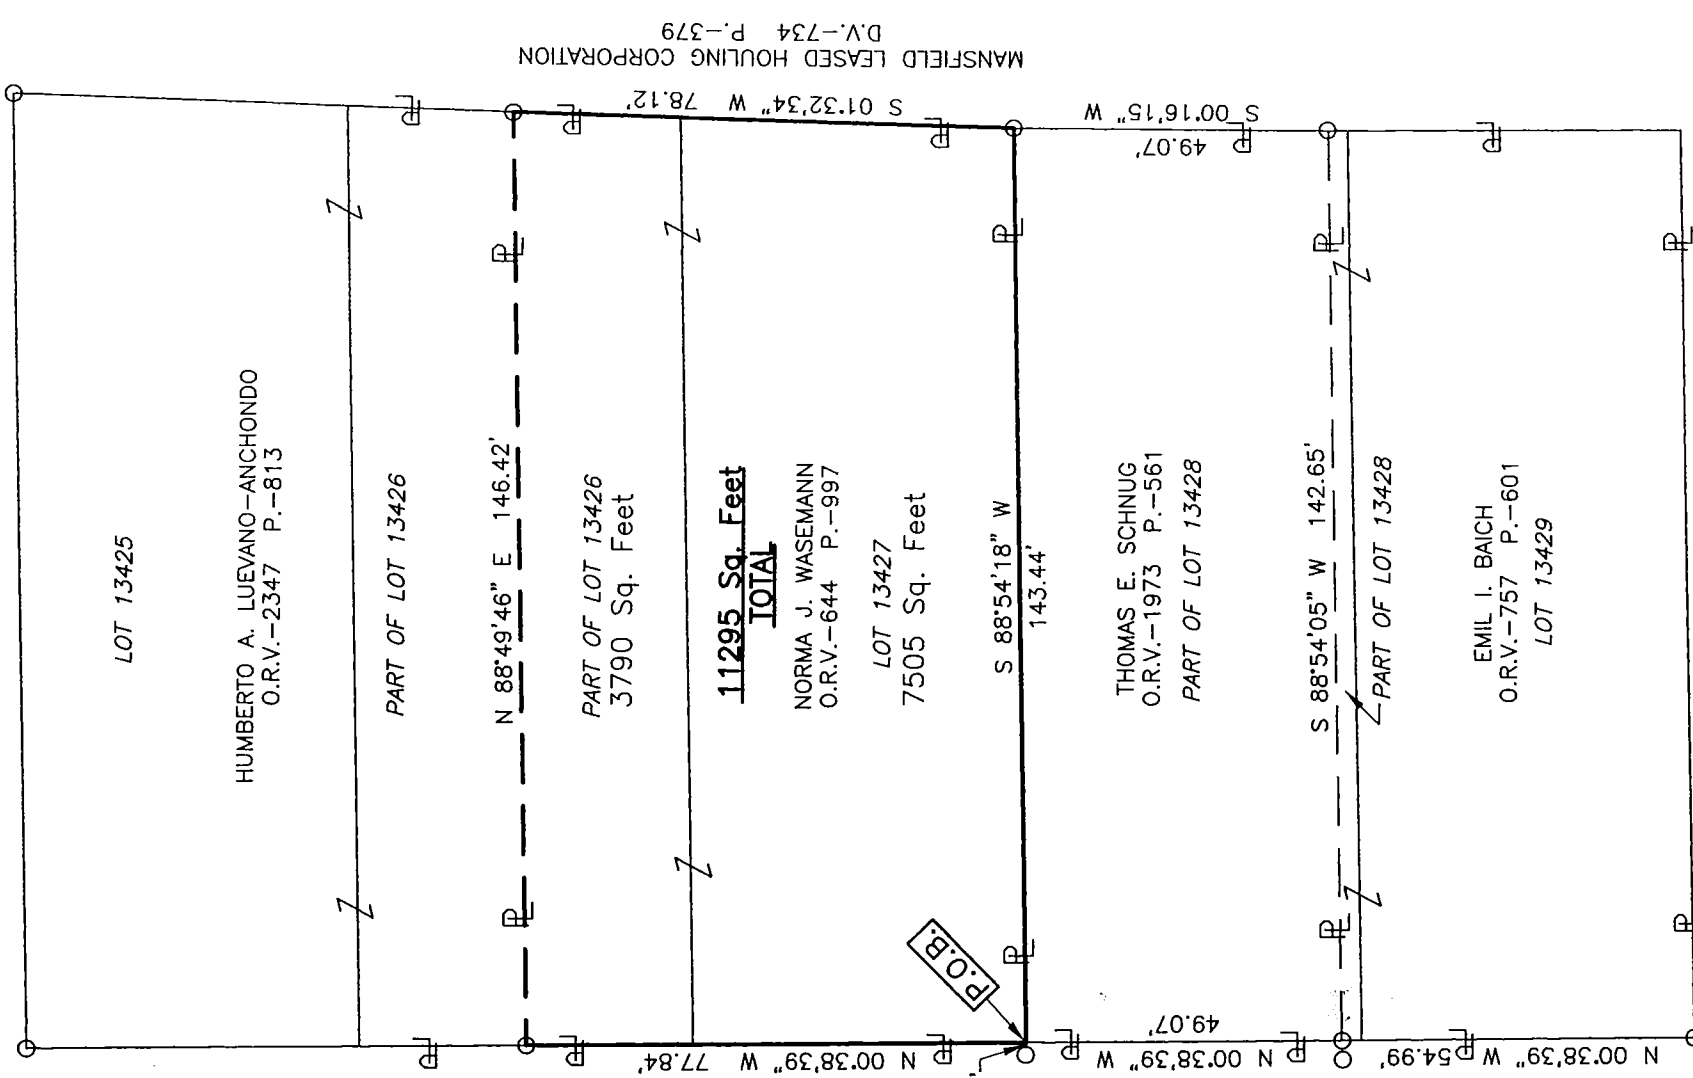 MANSFIELD LEASED HOULING CORPORATION
D.V.-734 P.-379
LOT 13425
HUMBERTO A. LUEVANO-ANCHONDO
O.R.V.-2347 P.-813
PART OF LOT 13426
N 88°49'46" E 146.42'
S 01°32'34" W 78.12'
PART OF LOT 13426
3790 Sq. Feet
11295 Sq. Feet
TOTAL
NORMA J. WASEMANN
O.R.V.-644 P.-997
LOT 13427
7505 Sq. Feet
N 00°38'39" W 77.84'
P.O.B.
S 88°54'18" W
143.44'
S 00°16'15" W
49.07'
THOMAS E. SCHNUG
O.R.V.-1973 P.-561
PART OF LOT 13428
N 00°38'39" W
49.07'
S 88°54'05" W 142.65'
PART OF LOT 13428
EMIL I. BAICH
O.R.V.-757 P.-601
LOT 13429
N 00°38'39" W
54.99'